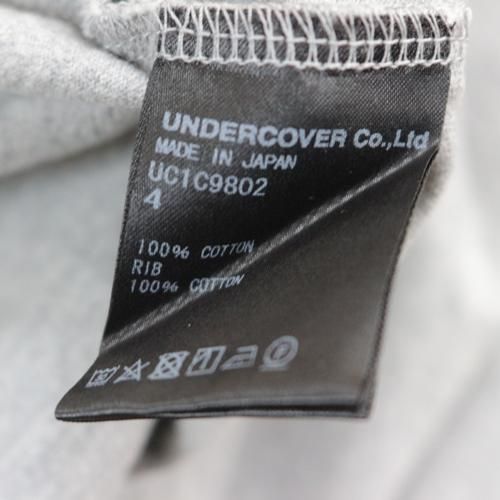 UNDERCOVER Co.,Ltd
MADE IN JAPAN
UC1C9802
4
100% COTTON
RIB
100% COTTON